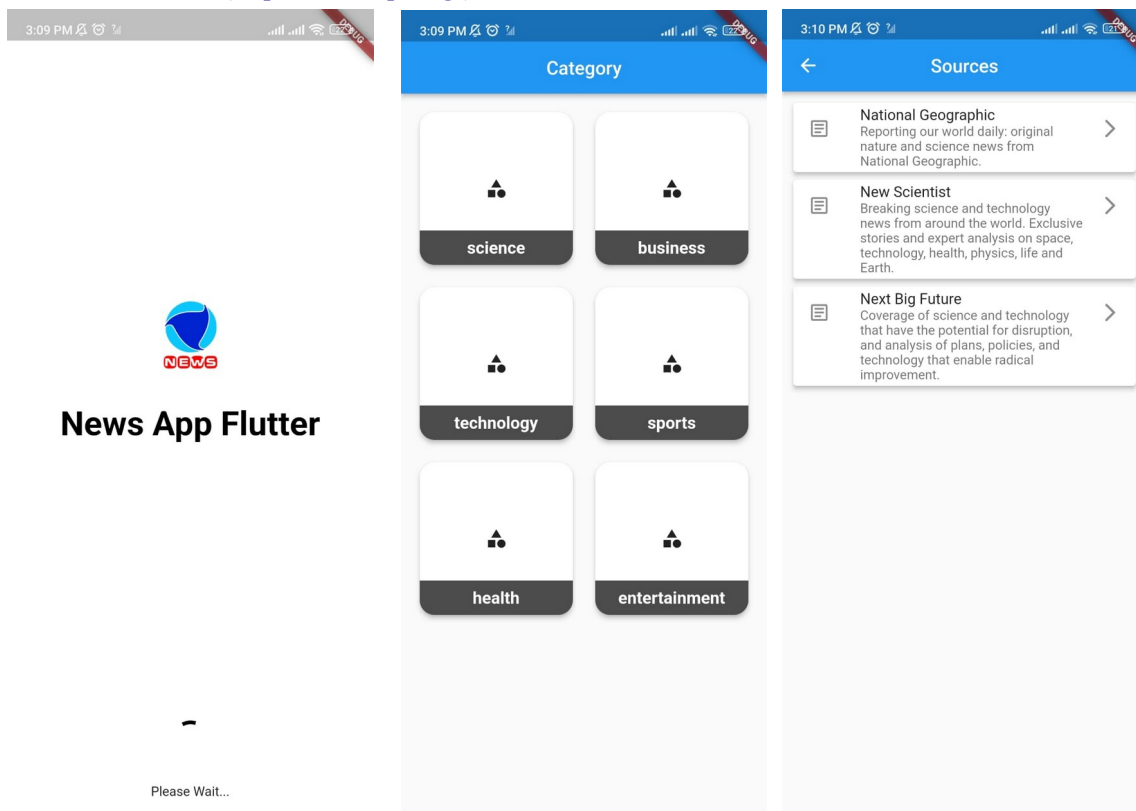 3:09 PM
DEBUG
NEWS
News App Flutter
Please Wait...
3:09 PM
DEBUG
Category
science
business
technology
sports
health
entertainment
3:10 PM
DEBUG
Sources
National Geographic
Reporting our world daily: original
nature and science news from
National Geographic.
New Scientist
Breaking science and technology
news from around the world. Exclusive
stories and expert analysis on space,
technology, health, physics, life and
Earth.
Next Big Future
Coverage of science and technology
that have the potential for disruption,
and analysis of plans, policies, and
technology that enable radical
improvement.